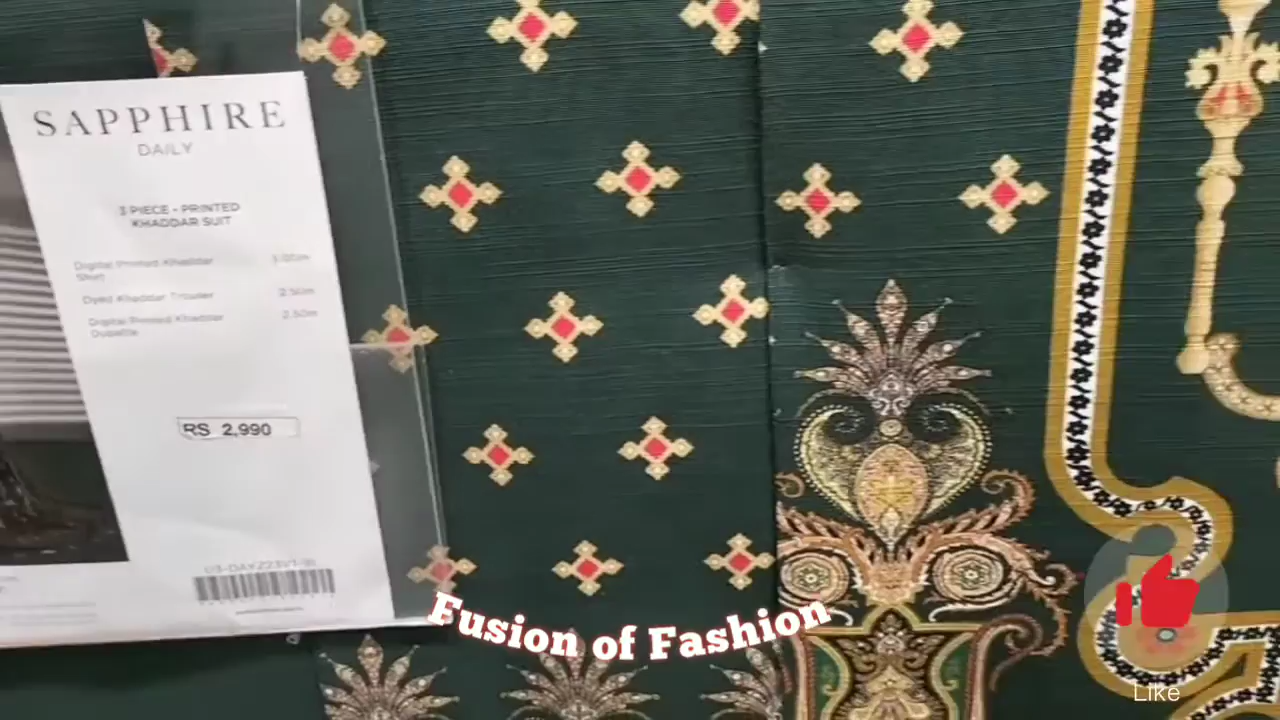 SAPPHIRE
DAILY
3 PIECE - PRINTED
KHADDAR SUIT
Digital Printed Khaddar 3.00m
Shirt
Dyed Khaddar Trouser 2.50m
Digital Printed Khaddar 2.50m
Dupatta
RS 2,990
Fusion of Fashion
Like